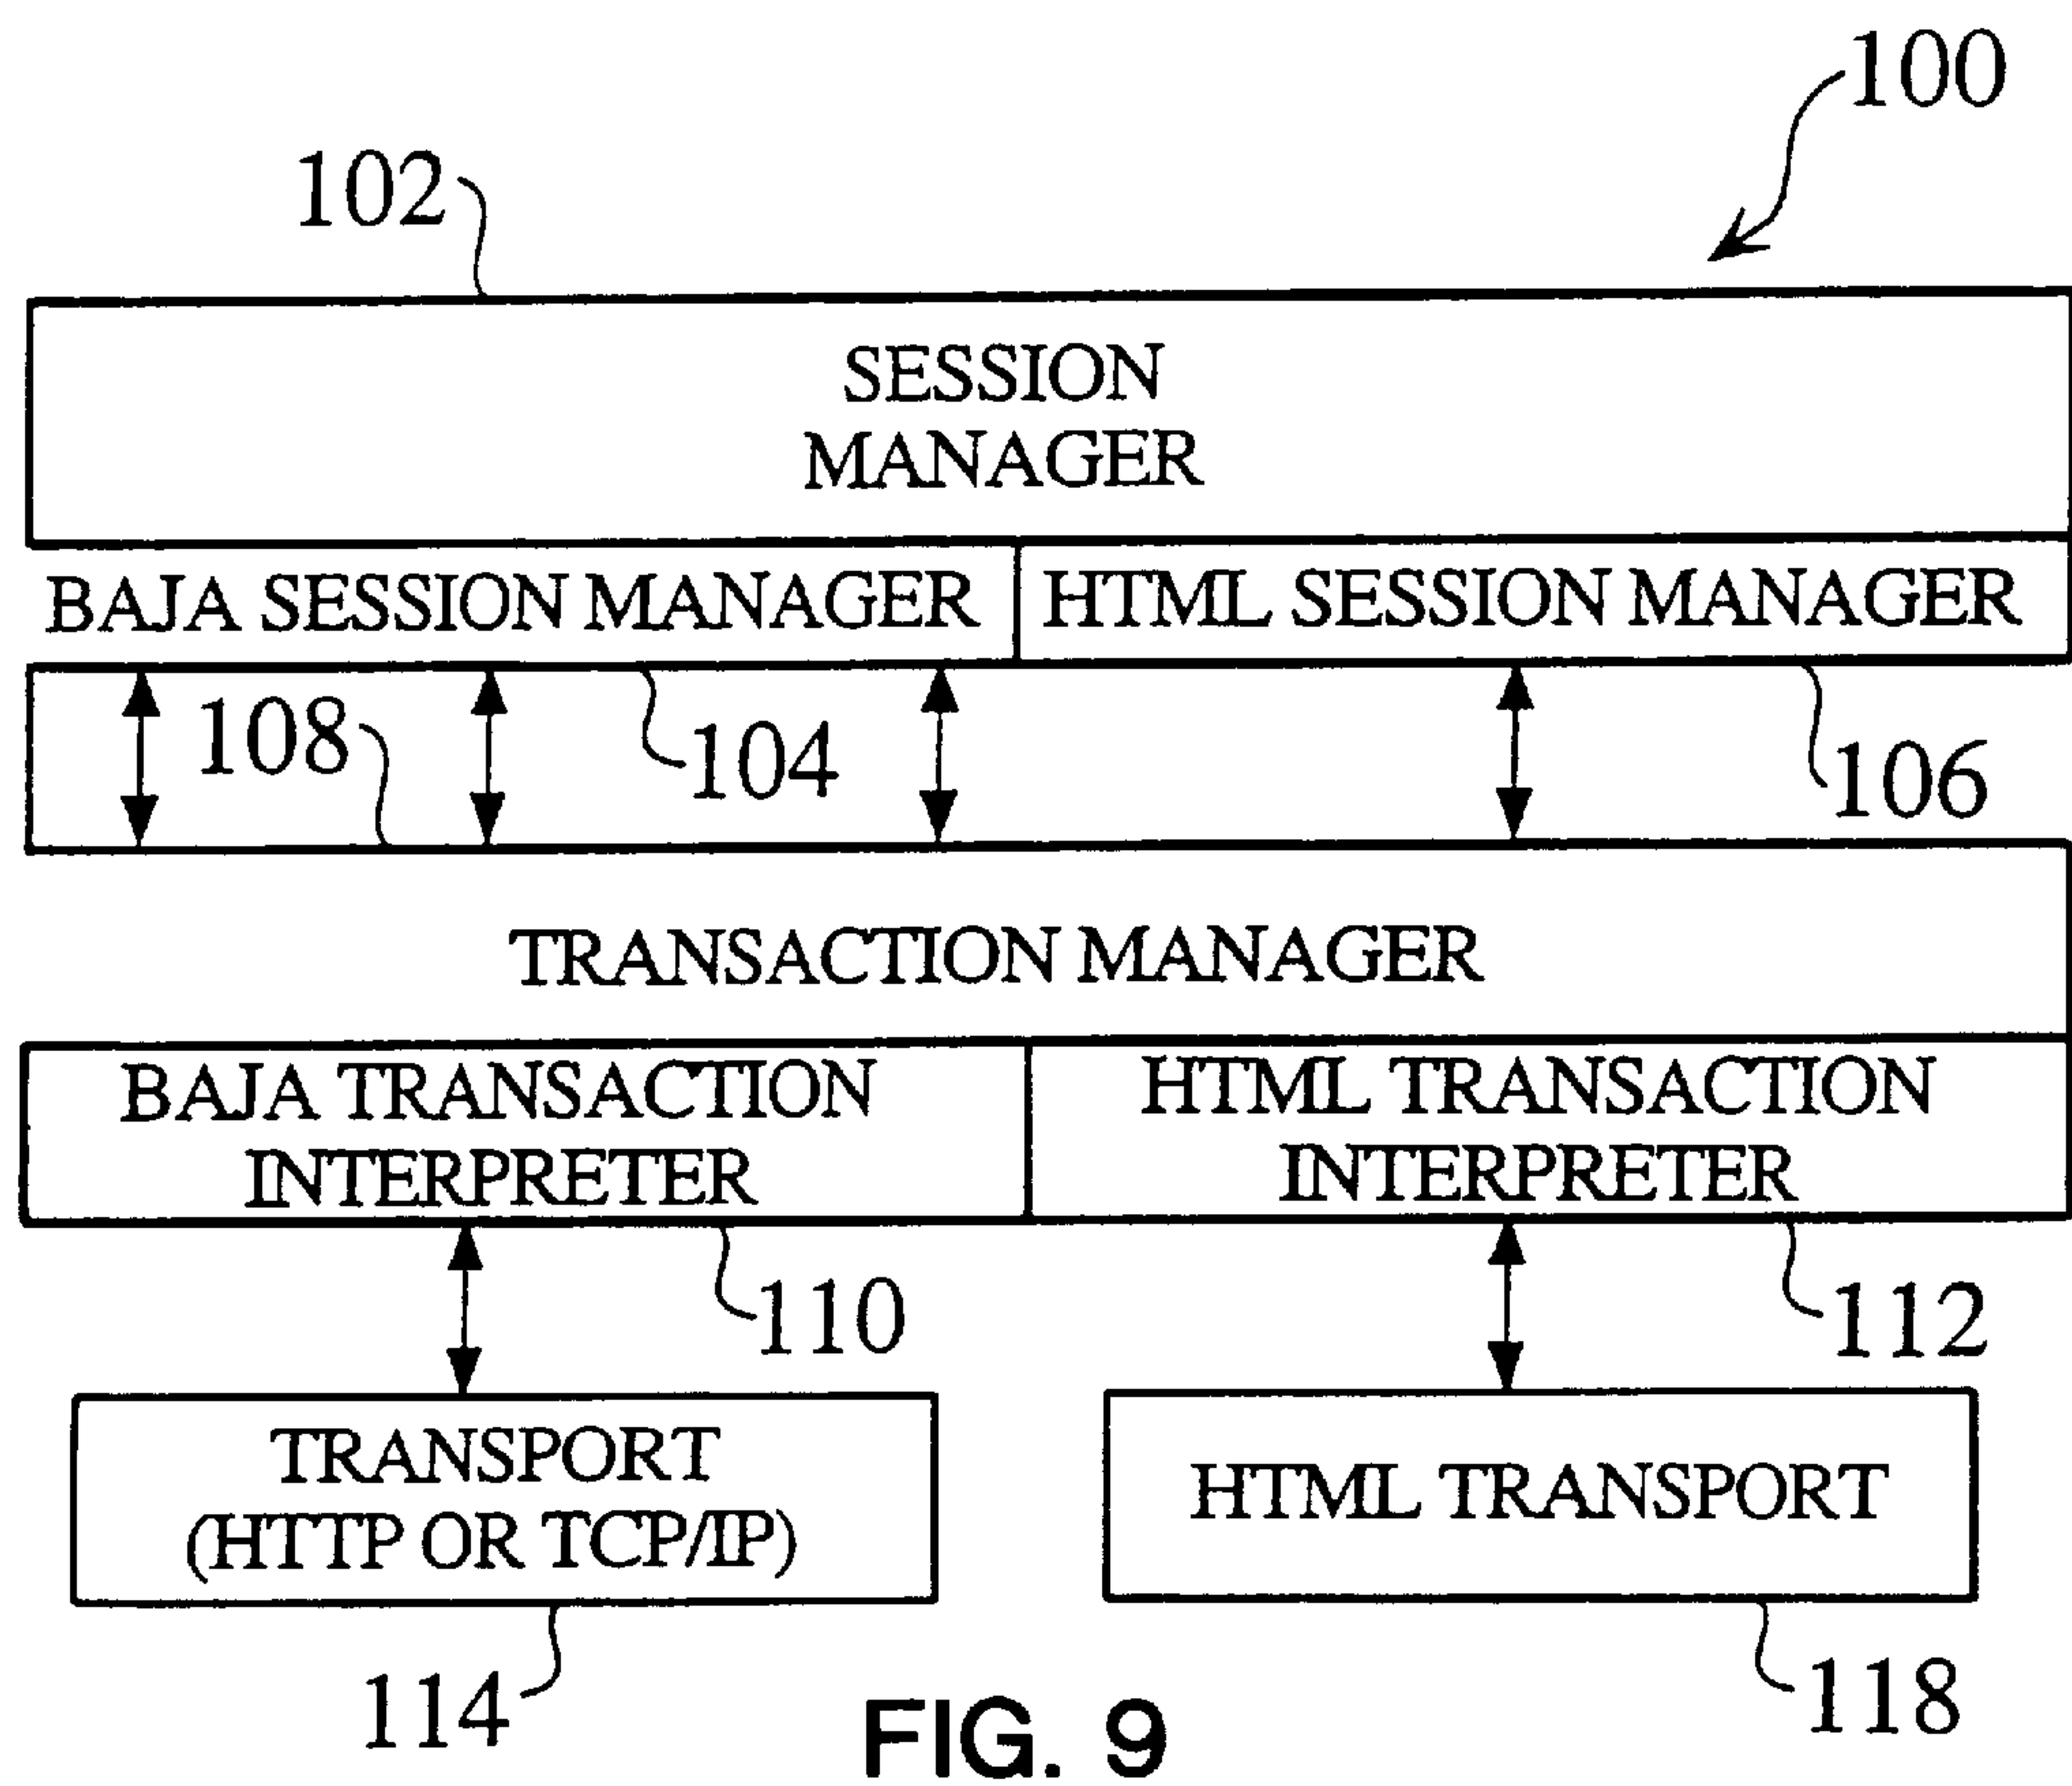 100
102
SESSION
MANAGER
BAJA SESSION MANAGER
HTML SESSION MANAGER
108
104
106
TRANSACTION MANAGER
BAJA TRANSACTION
INTERPRETER
HTML TRANSACTION
INTERPRETER
110
112
TRANSPORT
(HTTP OR TCP/IP)
HTML TRANSPORT
114
118
FIG. 9